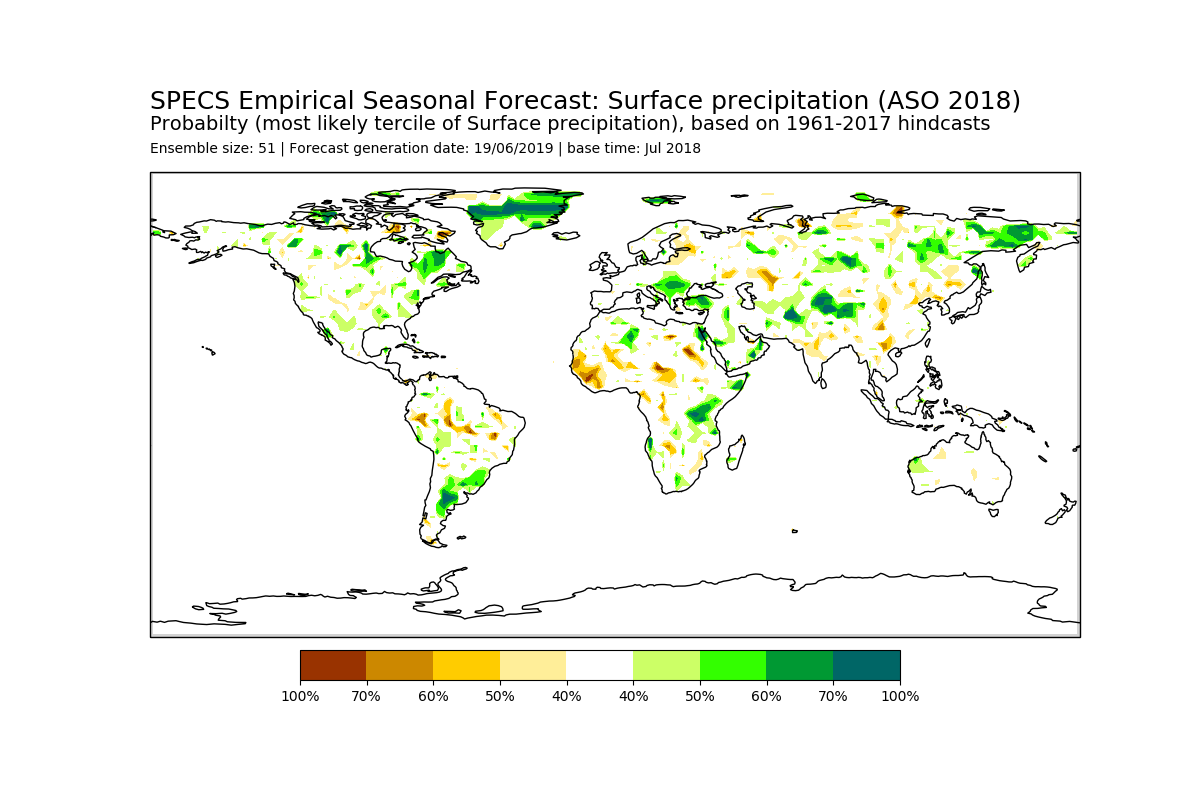 SPECS Empirical Seasonal Forecast: Surface precipitation (ASO 2018)
Probabilty (most likely tercile of Surface precipitation), based on 1961-2017 hindcasts
Ensemble size: 51 | Forecast generation date: 19/06/2019 | base time: Jul 2018
100% 70% 60% 50% 40% 40% 50% 60% 70% 100%